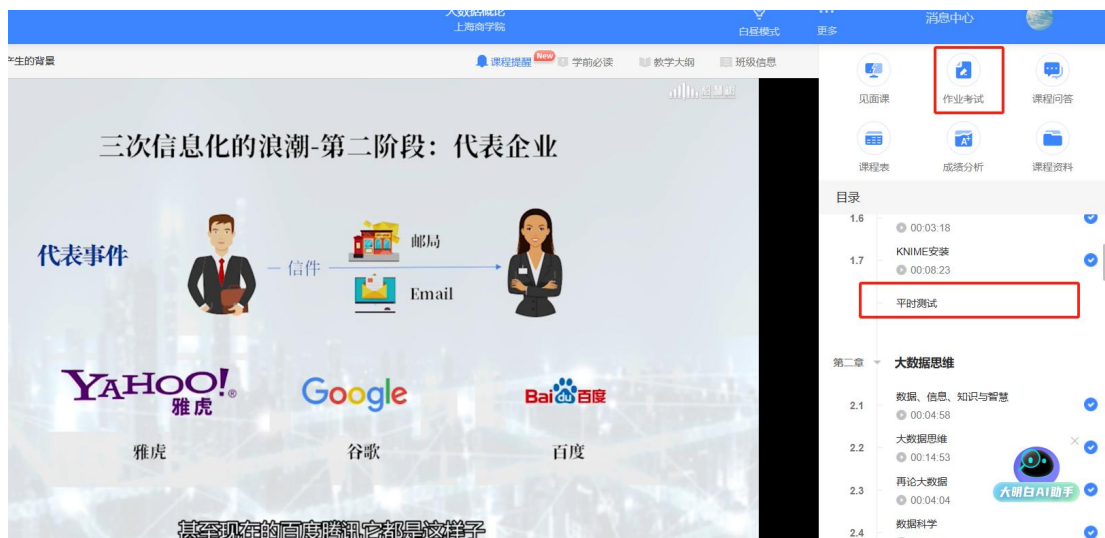 大数据概论
上海商学院
白昼模式
更多
消息中心
产生的背景
课程提醒 New
学前必读
教学大纲
班级信息
见面课
作业考试
课程问答
课程表
成绩分析
课程资料
三次信息化的浪潮-第二阶段：代表企业
代表事件
信件
邮局
Email
YAHOO!®
雅虎
Google
Bai du 百度
雅虎
谷歌
百度
甚至现在的百度腾讯它都是这样子
目录
1.6
00:03:18
1.7
KNIME安装
00:08:23
平时测试
第二章
大数据思维
2.1
数据、信息、知识与智慧
00:04:58
2.2
大数据思维
00:14:53
2.3
再论大数据
00:04:04
大明白AI助手
2.4
数据科学